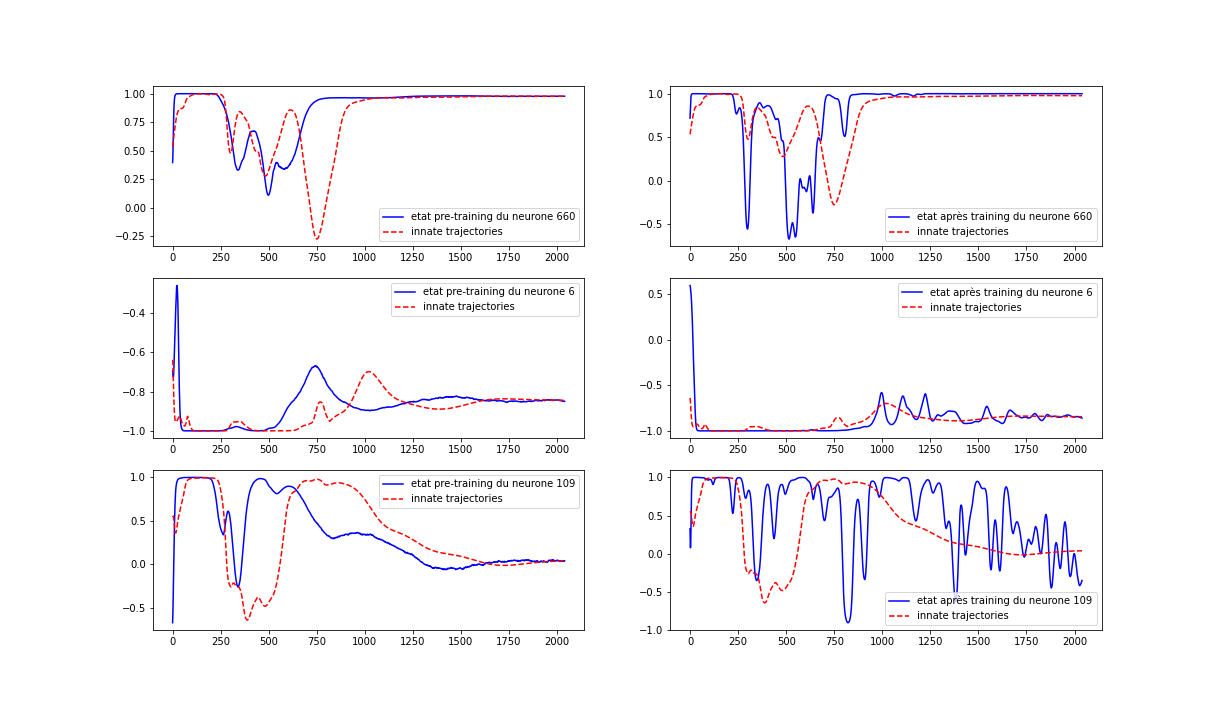 1.00
0.75
0.50
0.25
0.00
−0.25
etat pre-training du neurone 660
innate trajectories
0 250 500 750 1000 1250 1500 1750 2000
1.0
0.5
0.0
−0.5
etat après training du neurone 660
innate trajectories
0 250 500 750 1000 1250 1500 1750 2000
−0.4
−0.6
−0.8
−1.0
etat pre-training du neurone 6
innate trajectories
0 250 500 750 1000 1250 1500 1750 2000
0.5
0.0
−0.5
−1.0
etat après training du neurone 6
innate trajectories
0 250 500 750 1000 1250 1500 1750 2000
1.0
0.5
0.0
−0.5
etat pre-training du neurone 109
innate trajectories
0 250 500 750 1000 1250 1500 1750 2000
1.0
0.5
0.0
−0.5
−1.0
etat après training du neurone 109
innate trajectories
0 250 500 750 1000 1250 1500 1750 2000